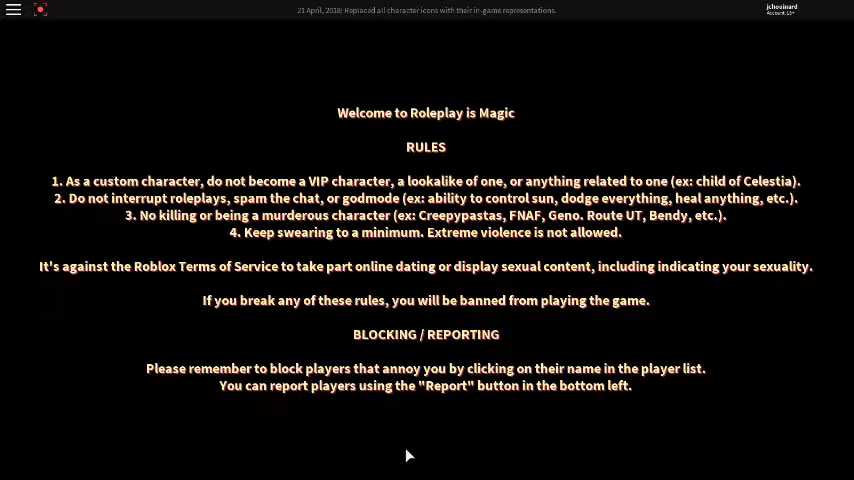 21 April, 2018: Replaced all character icons with their in-game representations.
jchouinard
Account: 13+
Welcome to Roleplay is Magic
RULES
1. As a custom character, do not become a VIP character, a lookalike of one, or anything related to one (ex: child of Celestia).
2. Do not interrupt roleplays, spam the chat, or godmode (ex: ability to control sun, dodge everything, heal anything, etc.).
3. No killing or being a murderous character (ex: Creepypastas, FNAF, Geno. Route UT, Bendy, etc.).
4. Keep swearing to a minimum. Extreme violence is not allowed.
It's against the Roblox Terms of Service to take part online dating or display sexual content, including indicating your sexuality.
If you break any of these rules, you will be banned from playing the game.
BLOCKING / REPORTING
Please remember to block players that annoy you by clicking on their name in the player list.
You can report players using the "Report" button in the bottom left.